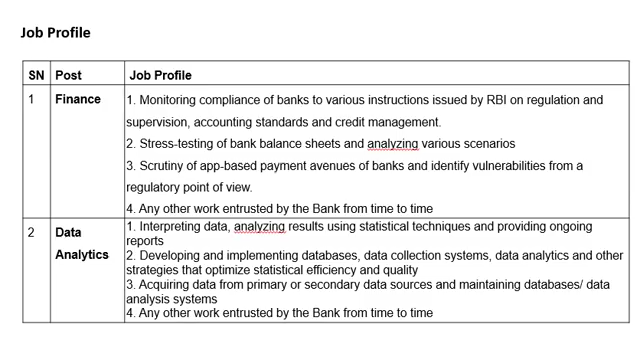 Job Profile
SN Post Job Profile
1 Finance 1. Monitoring compliance of banks to various instructions issued by RBI on regulation and
supervision, accounting standards and credit management.
2. Stress-testing of bank balance sheets and analyzing various scenarios
3. Scrutiny of app-based payment avenues of banks and identify vulnerabilities from a
regulatory point of view.
4. Any other work entrusted by the Bank from time to time
2 Data Analytics 1. Interpreting data, analyzing results using statistical techniques and providing ongoing
reports
2. Developing and implementing databases, data collection systems, data analytics and other
strategies that optimize statistical efficiency and quality
3. Acquiring data from primary or secondary data sources and maintaining databases/ data
analysis systems
4. Any other work entrusted by the Bank from time to time